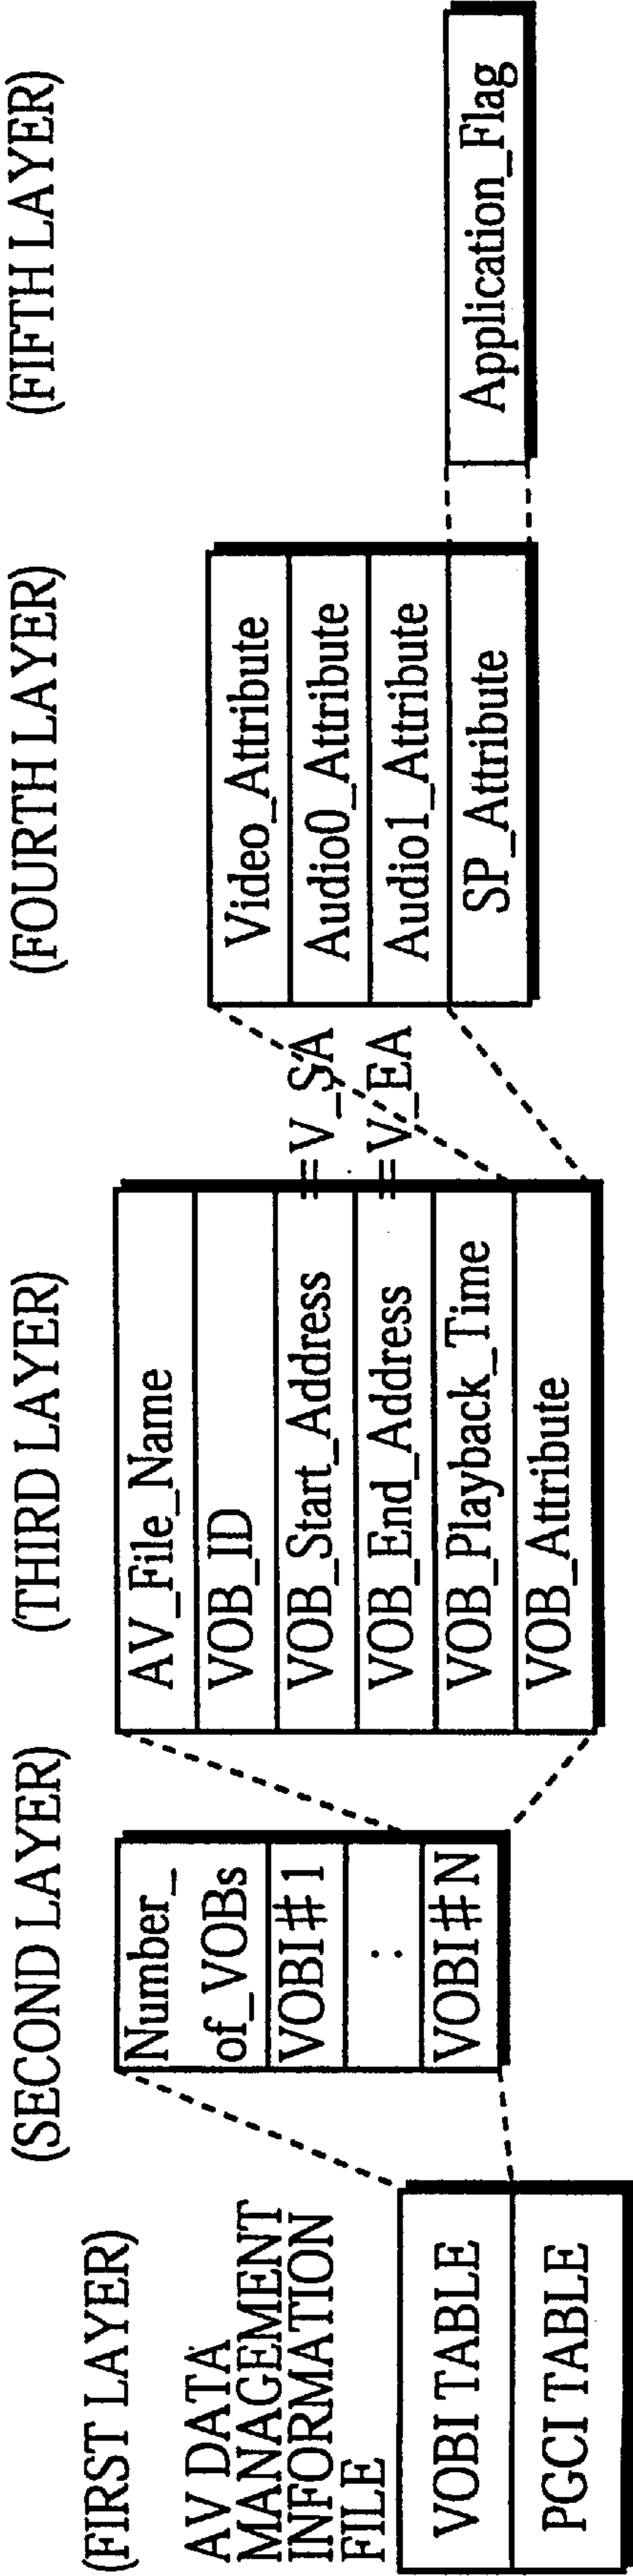 (FIRST LAYER)
AV DATA
MANAGEMENT
INFORMATION
FILE
VOBI TABLE
PGCI TABLE
(SECOND LAYER)
Number_
of_VOBs
VOBI#1
:
VOBI#N
(THIRD LAYER)
AV_File_Name
VOB_ID
VOB_Start_Address
=V_SA
VOB_End_Address
=V_EA
VOB_Playback_Time
VOB_Attribute
(FOURTH LAYER)
Video_Attribute
Audio0_Attribute
Audio1_Attribute
SP_Attribute
(FIFTH LAYER)
Application_Flag